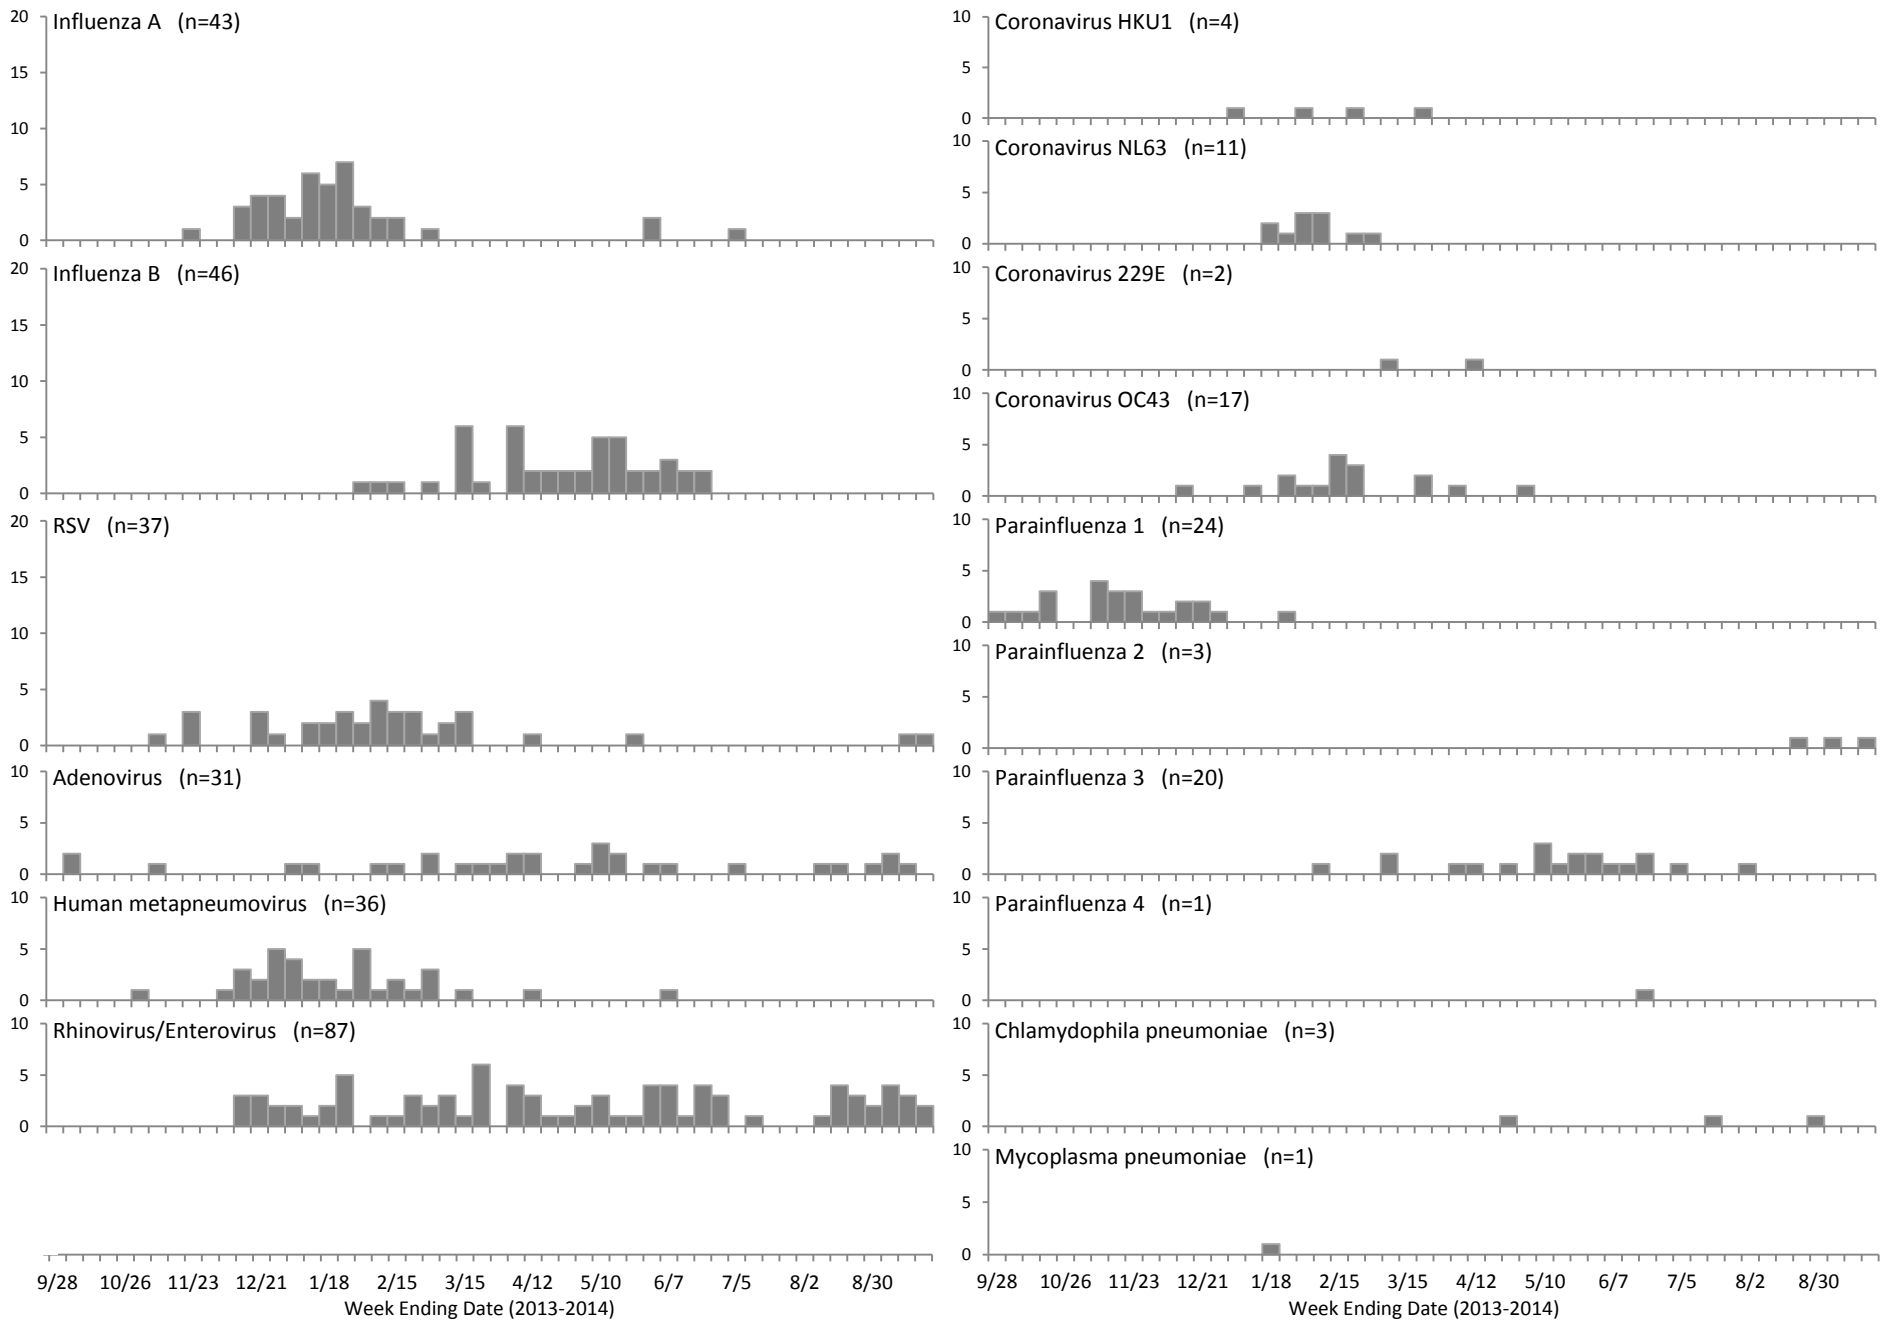 Influenza A (n=43)
20
15
10
5
0
Influenza B (n=46)
20
15
10
5
0
RSV (n=37)
20
15
10
5
0
Adenovirus (n=31)
10
5
0
Human metapneumovirus (n=36)
10
5
0
Rhinovirus/Enterovirus (n=87)
10
5
0
9/28 10/26 11/23 12/21 1/18 2/15 3/15 4/12 5/10 6/7 7/5 8/2 8/30
Week Ending Date (2013-2014)
Coronavirus HKU1 (n=4)
10
5
0
Coronavirus NL63 (n=11)
10
5
0
Coronavirus 229E (n=2)
10
5
0
Coronavirus OC43 (n=17)
10
5
0
Parainfluenza 1 (n=24)
10
5
0
Parainfluenza 2 (n=3)
10
5
0
Parainfluenza 3 (n=20)
10
5
0
Parainfluenza 4 (n=1)
10
5
0
Chlamydophila pneumoniae (n=3)
10
5
0
Mycoplasma pneumoniae (n=1)
10
5
0
9/28 10/26 11/23 12/21 1/18 2/15 3/15 4/12 5/10 6/7 7/5 8/2 8/30
Week Ending Date (2013-2014)